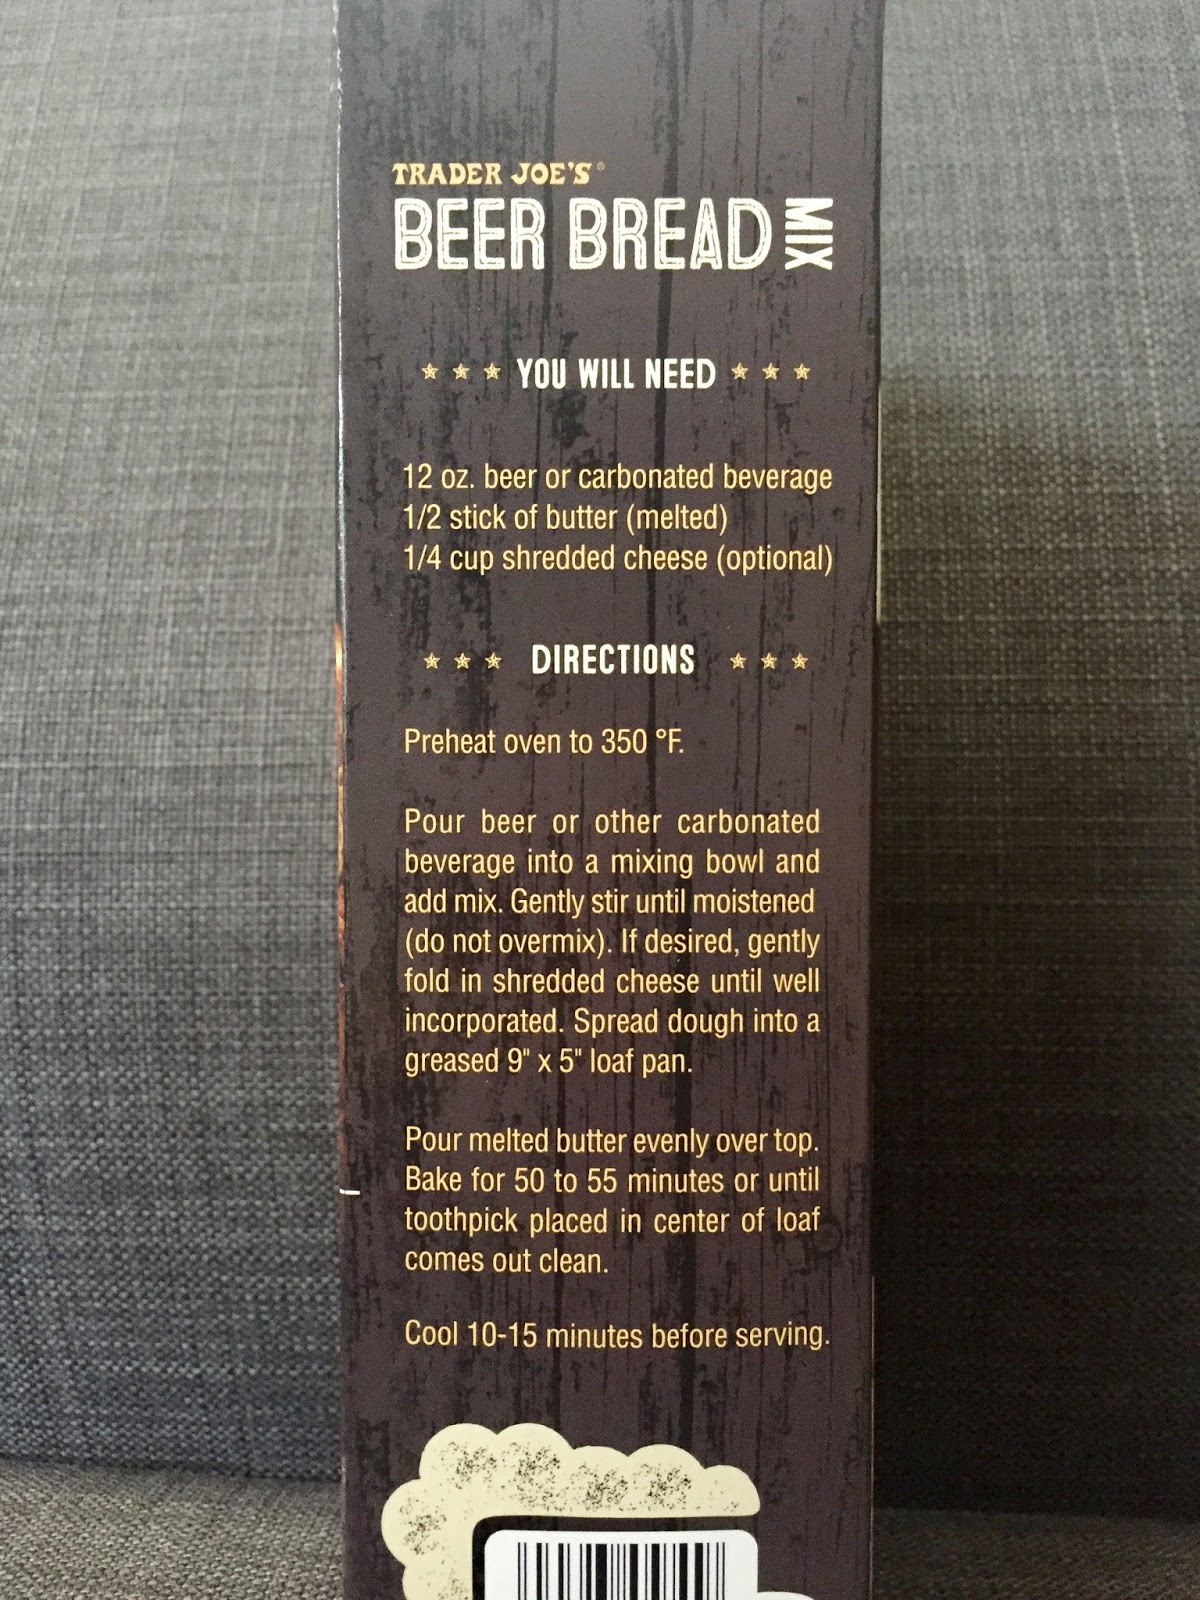 TRADER JOE'S®
BEER BREAD MIX
YOU WILL NEED
12 oz. beer or carbonated beverage
1/2 stick of butter (melted)
1/4 cup shredded cheese (optional)
DIRECTIONS
Preheat oven to 350 °F.
Pour beer or other carbonated
beverage into a mixing bowl and
add mix. Gently stir until moistened
(do not overmix). If desired, gently
fold in shredded cheese until well
incorporated. Spread dough into a
greased 9" x 5" loaf pan.
Pour melted butter evenly over top.
Bake for 50 to 55 minutes or until
toothpick placed in center of loaf
comes out clean.
Cool 10-15 minutes before serving.